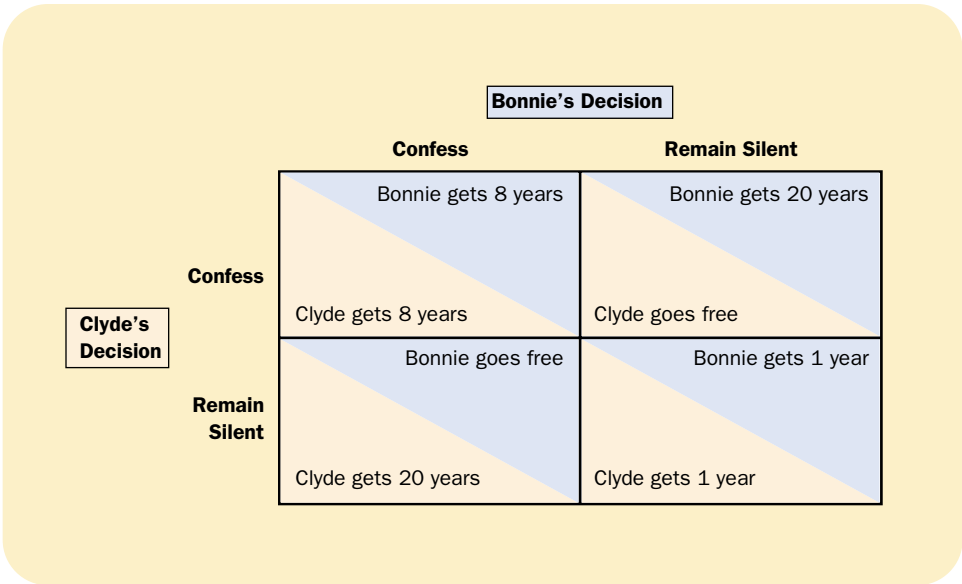 Bonnie's Decision
Confess
Remain Silent
Bonnie gets 8 years
Bonnie gets 20 years
Confess
Clyde gets 8 years
Clyde goes free
Clyde's
Decision
Bonnie goes free
Bonnie gets 1 year
Remain
Silent
Clyde gets 20 years
Clyde gets 1 year